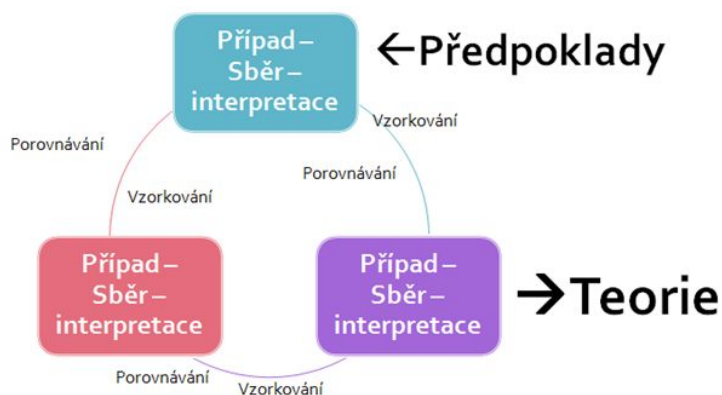 Případ –
Sběr –
interpretace
←Předpoklady
Vzorkování
Porovnávání
Porovnávání
Vzorkování
Případ –
Sběr –
interpretace
Případ –
Sběr –
interpretace
→Teorie
Porovnávání
Vzorkování